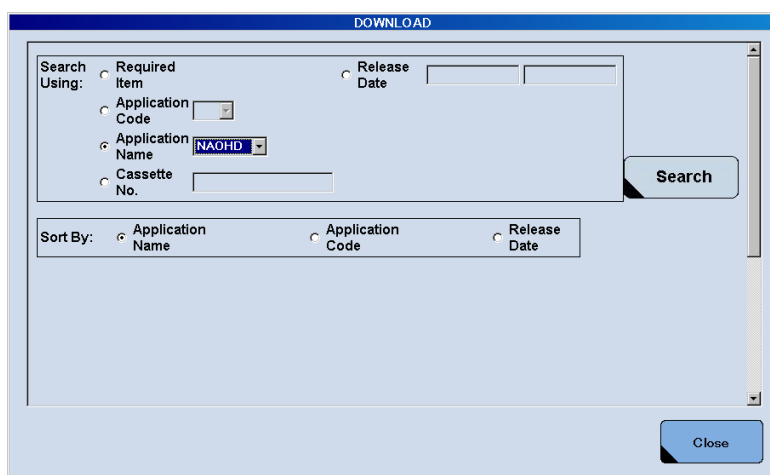 DOWNLOAD
Search Using:
Required Item
Release Date
Application Code
Application Name
NAOHD
Cassette No.
Search
Sort By:
Application Name
Application Code
Release Date
Close